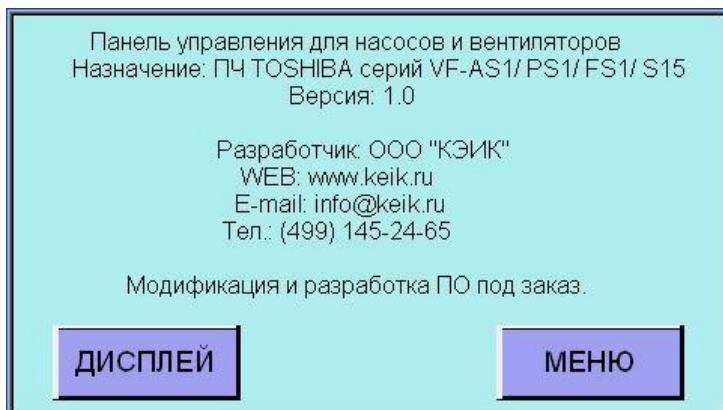 Панель управления для насосов и вентиляторов
Назначение: ПЧ TOSHIBA серий VF-AS1/ PS1/ FS1/ S15
Версия: 1.0
Разработчик: ООО "КЭИК"
WEB: www.keik.ru
E-mail: info@keik.ru
Тел.: (499) 145-24-65
Модификация и разработка ПО под заказ.
ДИСПЛЕЙ МЕНЮ